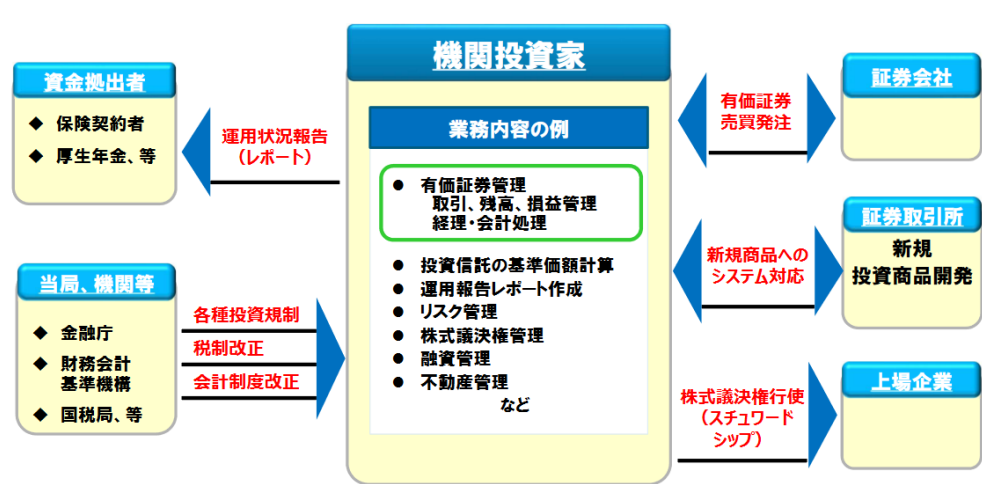 機関投資家
資金拠出者
◆ 保険契約者
◆ 厚生年金、等
運用状況報告
（レポート）
当局、機関等
◆ 金融庁
◆ 財務会計
基準機構
◆ 国税局、等
各種投資規制
税制改正
会計制度改正
業務内容の例
● 有価証券管理
取引、残高、損益管理
経理・会計処理
● 投資信託の基準価額計算
● 運用報告レポート作成
● リスク管理
● 株式議決権管理
● 融資管理
● 不動産管理
など
有価証券
売買発注
証券会社
新規商品への
システム対応
証券取引所
新規
投資商品開発
株式議決権行使
（スチュワード
シップ）
上場企業